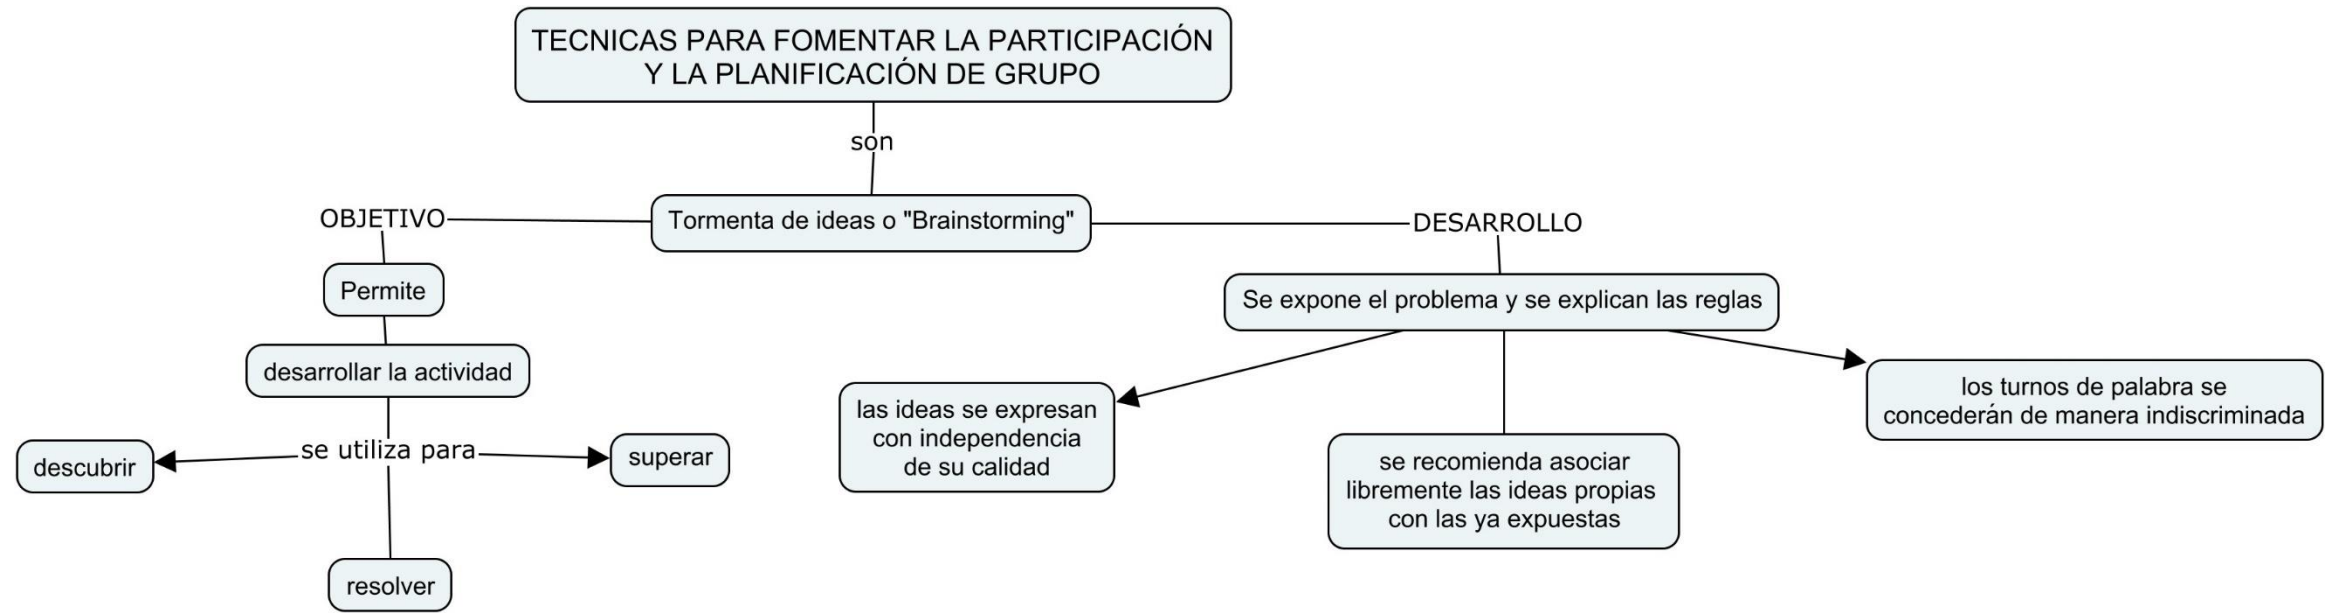 TECNICAS PARA FOMENTAR LA PARTICIPACIÓN
Y LA PLANIFICACIÓN DE GRUPO
son
OBJETIVO
Tormenta de ideas o "Brainstorming"
DESARROLLO
Permite
Se expone el problema y se explican las reglas
desarrollar la actividad
las ideas se expresan
con independencia
de su calidad
los turnos de palabra se
concederán de manera indiscriminada
se utiliza para
descubrir
superar
se recomienda asociar
libremente las ideas propias
con las ya expuestas
resolver